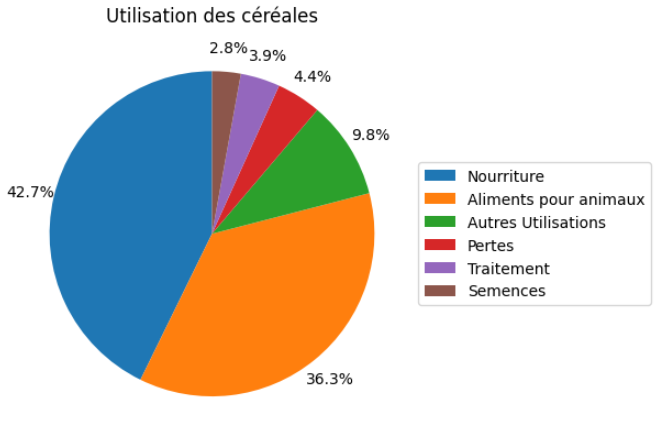 Utilisation des céréales
2.8%
3.9%
4.4%
9.8%
42.7%
36.3%
Nourriture
Aliments pour animaux
Autres Utilisations
Pertes
Traitement
Semences